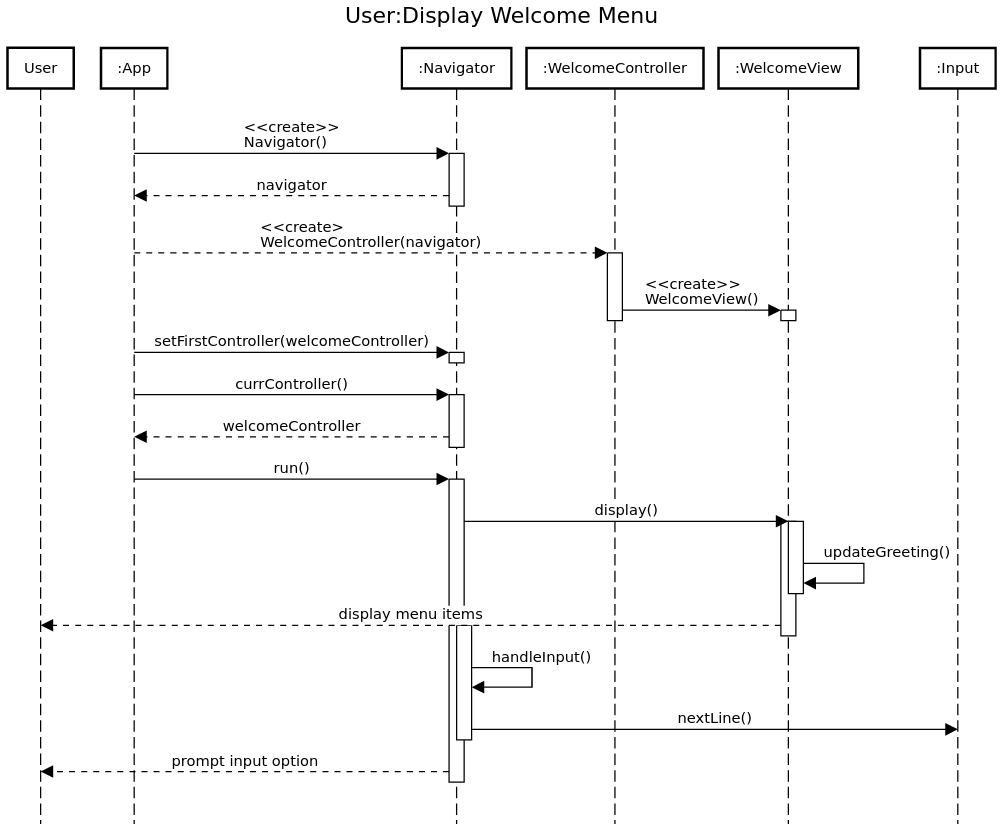 User:Display Welcome Menu
User
:App
:Navigator
:WelcomeController
:WelcomeView
:Input
<<create>>
Navigator()
navigator
<<create>
WelcomeController(navigator)
<<create>>
WelcomeView()
setFirstController(welcomeController)
currController()
welcomeController
run()
display()
updateGreeting()
display menu items
handleInput()
nextLine()
prompt input option